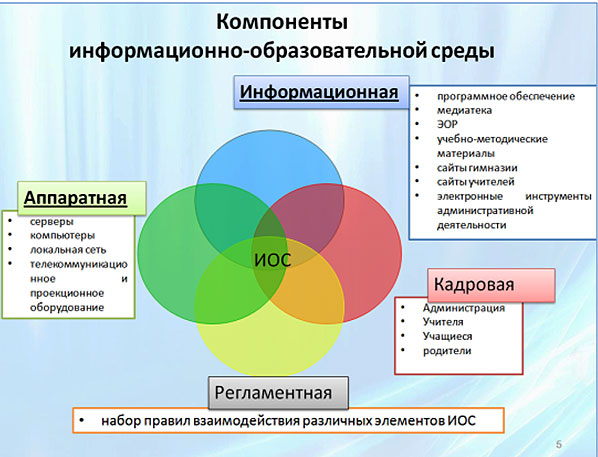 Компоненты
информационно-образовательной среды
Информационная
• программное обеспечение
• медиатека
• ЭОР
• учебно-методические
материалы
• сайты гимназии
• сайты учителей
• электронные инструменты
административной
деятельности
Аппаратная
• серверы
• компьютеры
• локальная сеть
• телекоммуникацио
нное и
проекционное
оборудование
ИОС
Кадровая
• Администрация
• Учителя
• Учащиеся
• родители
Регламентная
• набор правил взаимодействия различных элементов ИОС
5